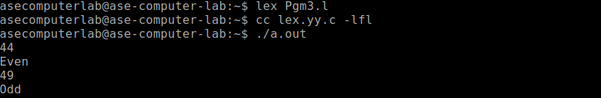 asecomputerlab@ase-computer-lab:~$ lex Pgm3.l
asecomputerlab@ase-computer-lab:~$ cc lex.yy.c -lfl
asecomputerlab@ase-computer-lab:~$ ./a.out
44
Even
49
Odd